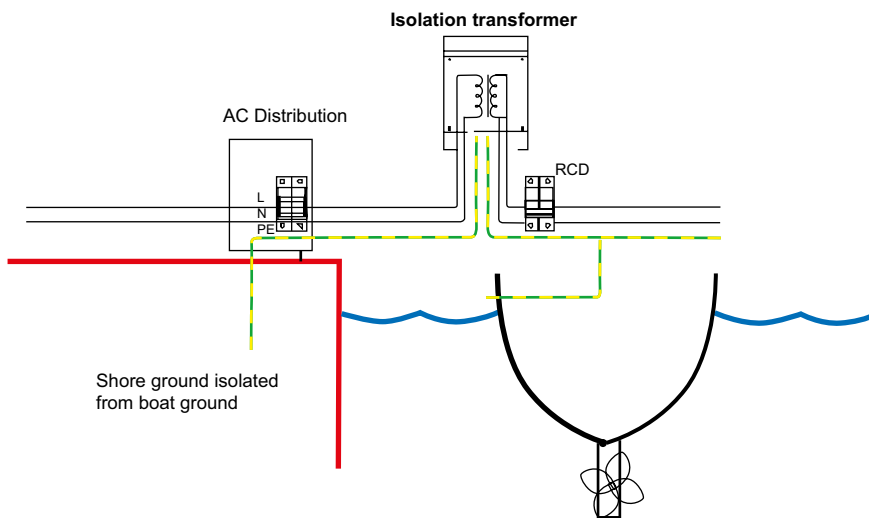 Isolation transformer
AC Distribution
RCD
L
N
PE
Shore ground isolated
from boat ground